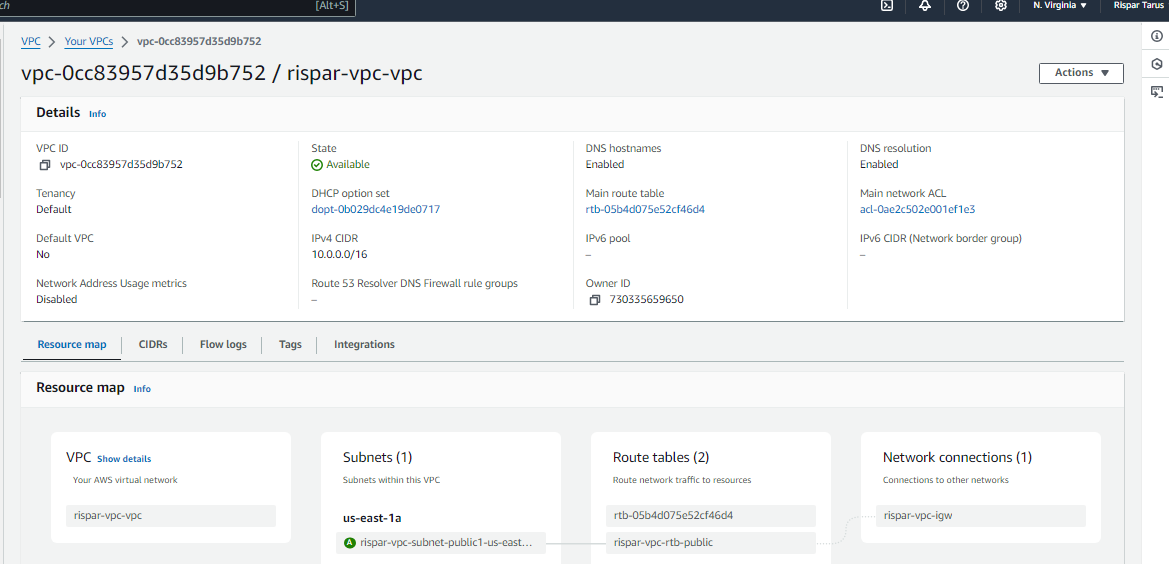 ch [Alt+S] N. Virginia Rispar Tarus
VPC Your VPCs vpc-0cc83957d35d9b752
vpc-0cc83957d35d9b752 / rispar-vpc-vpc
Actions
Details Info
VPC ID
vpc-0cc83957d35d9b752
State
Available
DNS hostnames
Enabled
DNS resolution
Enabled
Tenancy
Default
DHCP option set
dopt-0b029dc4e19de0717
Main route table
rtb-05b4d075e52cf46d4
Main network ACL
acl-0ae2c502e001ef1e3
Default VPC
No
IPv4 CIDR
10.0.0.0/16
IPv6 pool
–
IPv6 CIDR (Network border group)
–
Network Address Usage metrics
Disabled
Route 53 Resolver DNS Firewall rule groups
–
Owner ID
730335659650
Resource map CIDRs Flow logs Tags Integrations
Resource map Info
VPC Show details
Your AWS virtual network
rispar-vpc-vpc
Subnets (1)
Subnets within this VPC
us-east-1a
A rispar-vpc-subnet-public1-us-east...
Route tables (2)
Route network traffic to resources
rtb-05b4d075e52cf46d4
rispar-vpc-rtb-public
Network connections (1)
Connections to other networks
rispar-vpc-igw